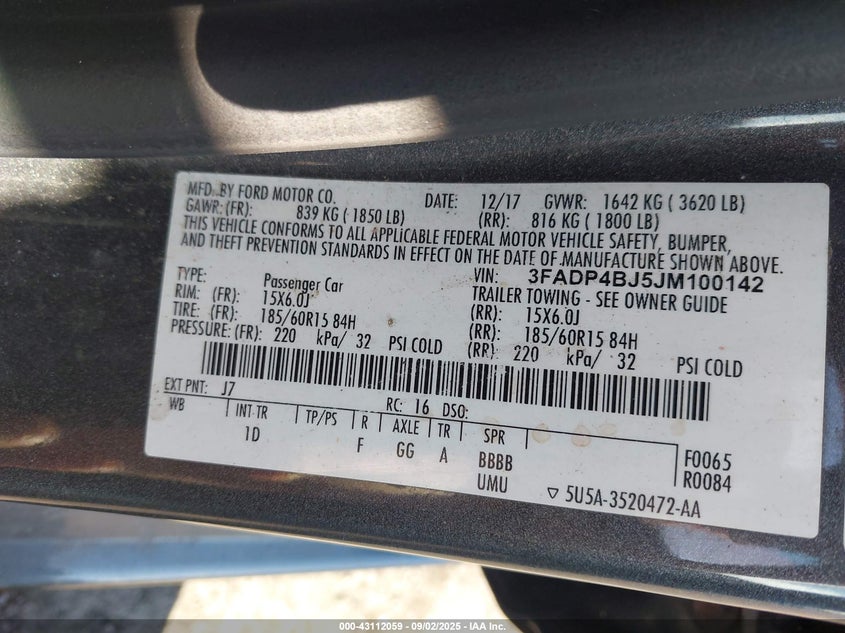 MFD. BY FORD MOTOR CO. DATE: 12/17 GVWR: 1642 KG ( 3620 LB)
GAWR: (FR): 839 KG ( 1850 LB) (RR): 816 KG ( 1800 LB)
THIS VEHICLE CONFORMS TO ALL APPLICABLE FEDERAL MOTOR VEHICLE SAFETY, BUMPER,
AND THEFT PREVENTION STANDARDS IN EFFECT ON THE DATE OF MANUFACTURE SHOWN ABOVE.
VIN: 3FADP4BJ5JM100142
TYPE: Passenger Car TRAILER TOWING - SEE OWNER GUIDE
RIM: (FR): 15X6.0J (RR): 15X6.0J
TIRE: (FR): 185/60R15 84H (RR): 185/60R15 84H
PRESSURE: (FR): 220 kPa/ 32 PSI COLD (RR): 220 kPa/ 32 PSI COLD
EXT PNT: J7 RC: 16 DSO:
WB INT TR TP/PS R AXLE TR SPR
1D F GG A BBBB F0065
UMU R0084
5U5A-3520472-AA
000-43112059 - 09/02/2025 - IAA Inc.